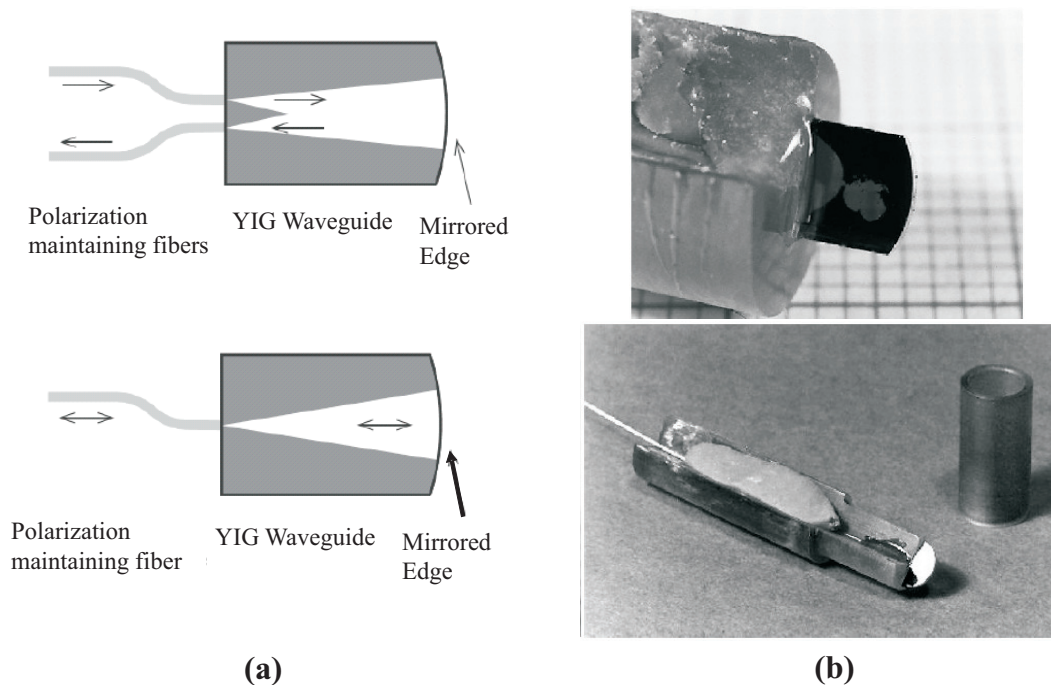 Polarization
maintaining fibers
YIG Waveguide
Mirrored
Edge
Polarization
maintaining fiber
YIG Waveguide
Mirrored
Edge
(a)
(b)